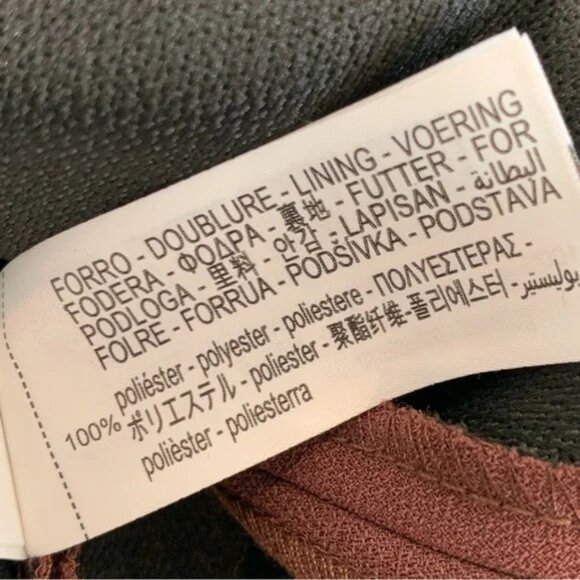 FORRO - DOUBLURE - LINING - VOERING
FODERA - ΦΟΔΡΑ - 裏地 - FUTTER - FOR
PODLOGA - 里料 - 안감 - LAPISAN - البطانة
FOLRE - FORRUA - PODŠÍVKA - PODSTAVA
poliéster - polyester - poliestere - ΠΟΛΥΕΣΤΕΡΑΣ -
100% ポリエステル - poliester - 聚酯纤维 - 폴리에스터 - بوليستير
polièster - poliesterra